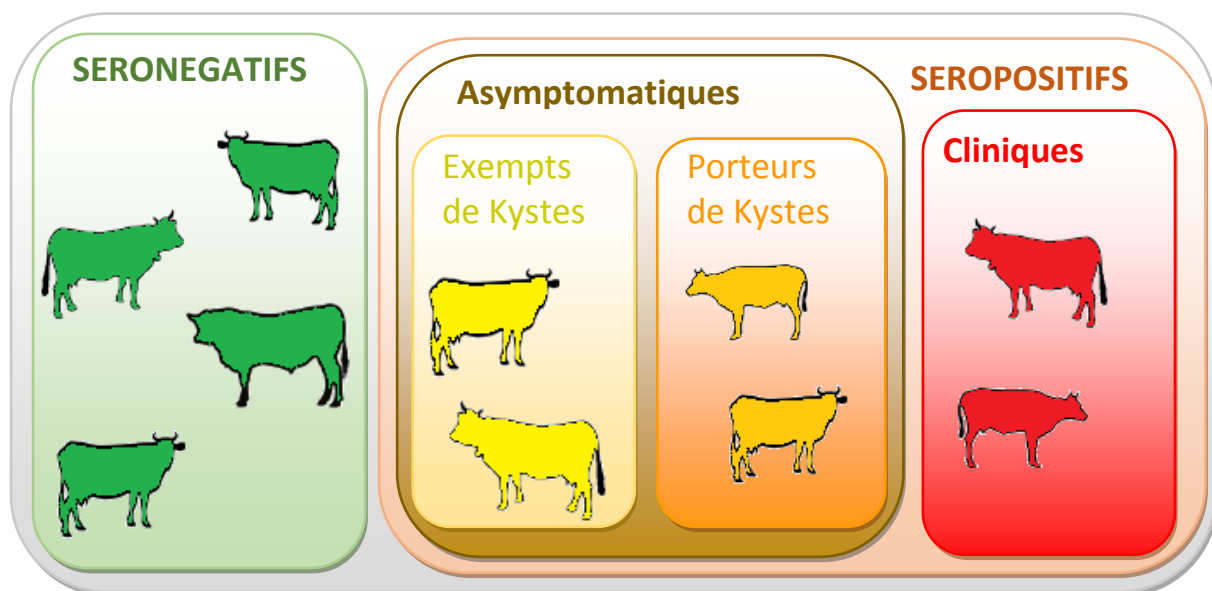 SERONEGATIFS
Asymptomatiques
SEROPOSITIFS
Exempts
de Kystes
Porteurs
de Kystes
Cliniques